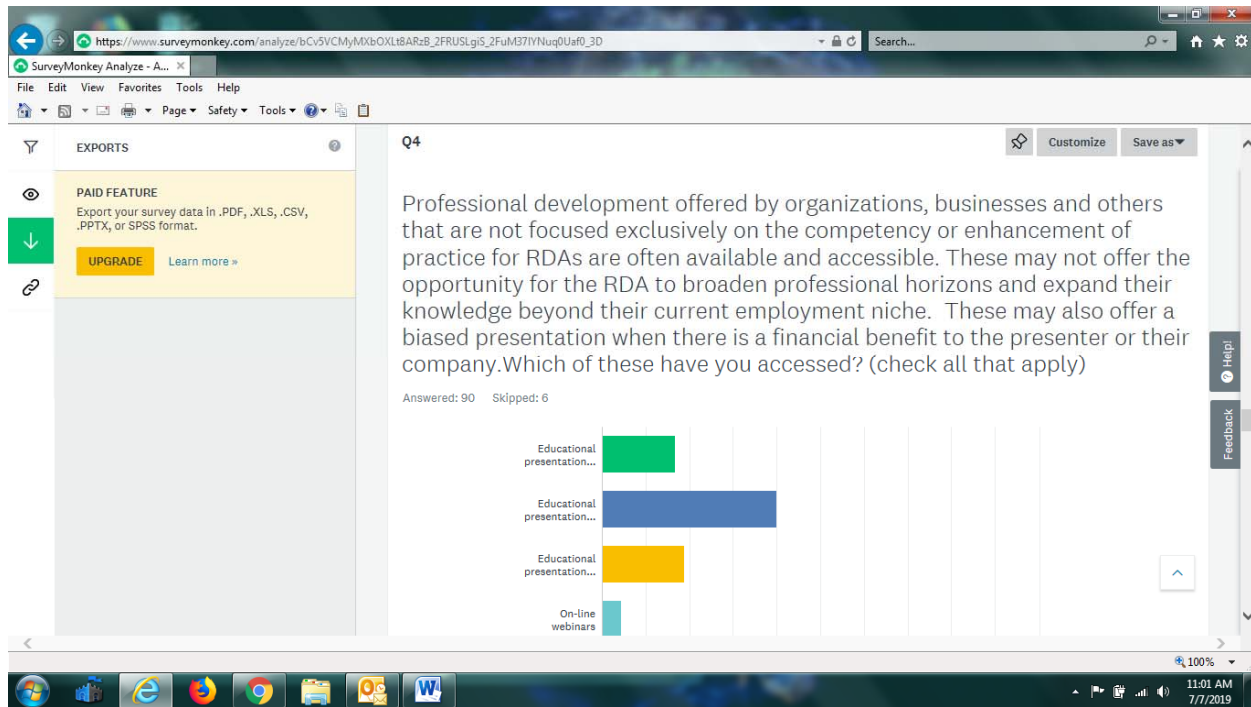 https://www.surveymonkey.com/analyze/bCv5VCMyMXbOXLt8ARzB_2FRUSLgiS_2FuM37IYNuq0Uaf0_3D
Search...
SurveyMonkey Analyze - A...
File Edit View Favorites Tools Help
Page Safety Tools
EXPORTS
PAID FEATURE
Export your survey data in .PDF, .XLS, .CSV,
.PPTX, or SPSS format.
UPGRADE Learn more »
Q4
Customize Save as
Professional development offered by organizations, businesses and others
that are not focused exclusively on the competency or enhancement of
practice for RDAs are often available and accessible. These may not offer the
opportunity for the RDA to broaden professional horizons and expand their
knowledge beyond their current employment niche.  These may also offer a
biased presentation when there is a financial benefit to the presenter or their
company.Which of these have you accessed? (check all that apply)
Answered: 90 Skipped: 6
Educational
presentation...
Educational
presentation...
Educational
presentation...
On-line
webinars
Help!
Feedback
100%
11:01 AM
7/7/2019